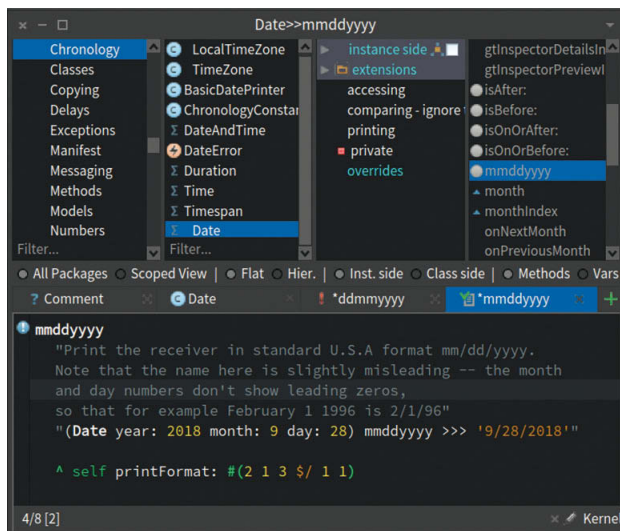 Date>>mmddyyyy
Chronology
Classes
Copying
Delays
Exceptions
Manifest
Messaging
Methods
Models
Numbers
Filter...
LocalTimeZone
TimeZone
BasicDatePrinter
ChronologyConstar
Σ DateAndTime
DateError
Σ Duration
Σ Time
Σ Timespan
Σ Date
Filter...
instance side
extensions
accessing
comparing - ignore
printing
private
overrides
gtInspectorDetailsIn
gtInspectorPreviewI
isAfter:
isBefore:
isOnOrAfter:
isOnOrBefore:
mmddyyyy
month
monthIndex
onNextMonth
onPreviousMonth
All Packages Scoped View | Flat Hier. | Inst. side Class side | Methods Vars
? Comment C Date ! *ddmmyyyy *mmddyyyy +
mmddyyyy
"Print the receiver in standard U.S.A format mm/dd/yyyy.
Note that the name here is slightly misleading -- the month
and day numbers don't show leading zeros,
so that for example February 1 1996 is 2/1/96"
"(Date year: 2018 month: 9 day: 28) mmddyyyy >>> '9/28/2018'"
^ self printFormat: #(2 1 3 $/ 1 1)
4/8 [2]
Kernel